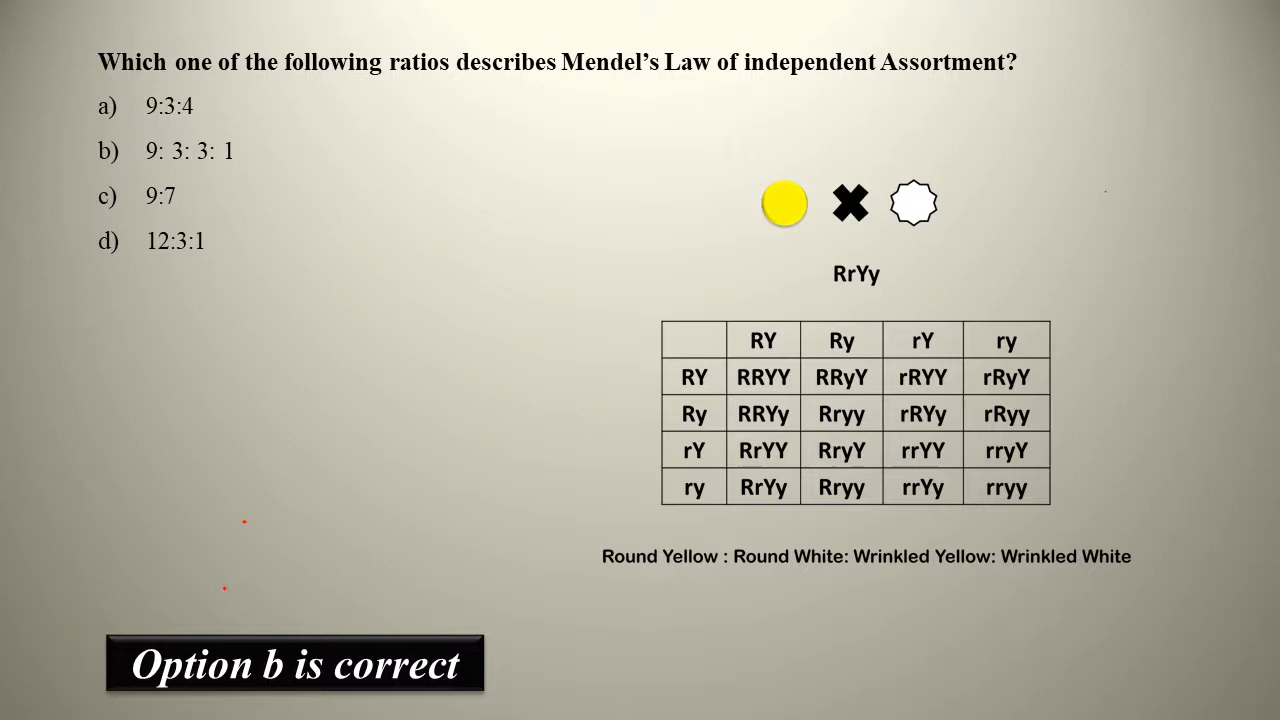 Which one of the following ratios describes Mendel's Law of independent Assortment?
a) 9:3:4
b) 9: 3: 3: 1
c) 9:7
d) 12:3:1
RrYy
RY Ry rY ry
RY RRYY RRyY rRYY rRyY
Ry RRYy Rryy rRYy rRyy
rY RrYY RryY rrYY rryY
ry RrYy Rryy rrYy rryy
Round Yellow : Round White: Wrinkled Yellow: Wrinkled White
Option b is correct